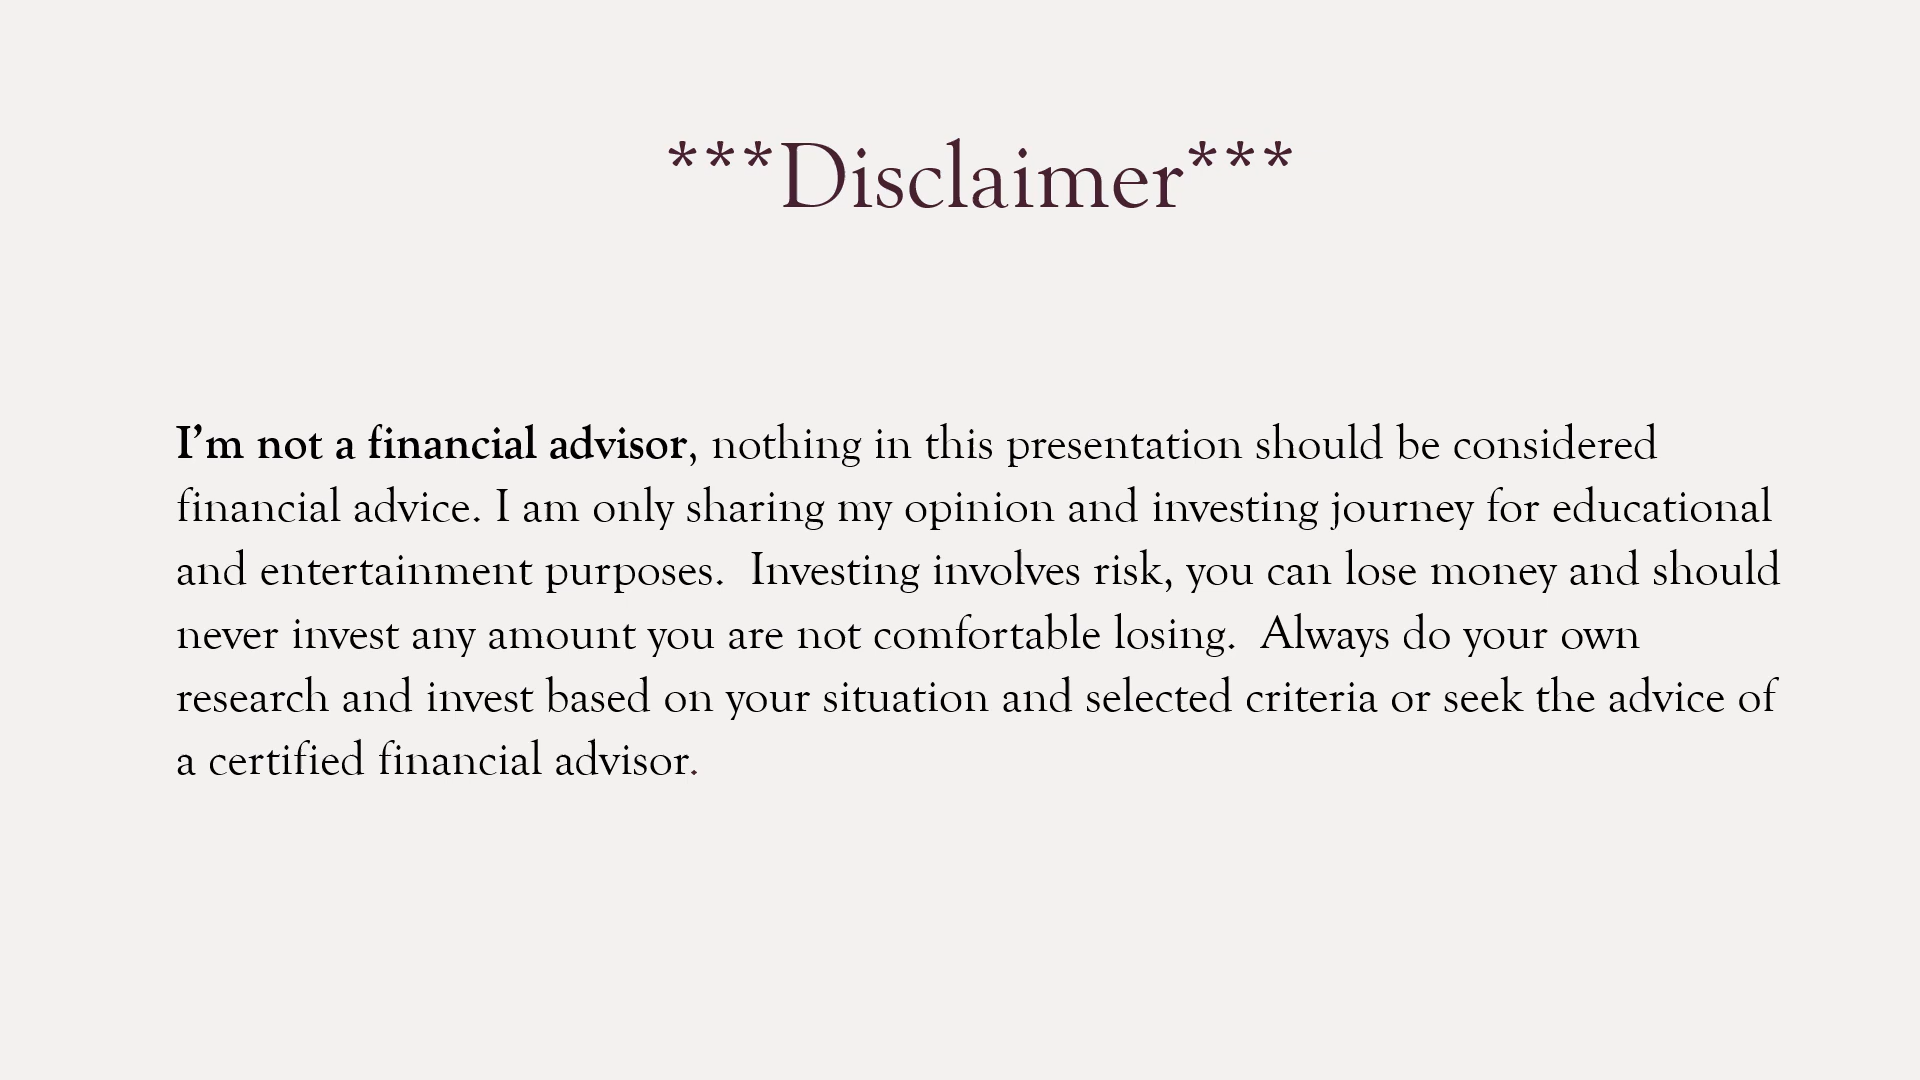 ***Disclaimer***
I’m not a financial advisor, nothing in this presentation should be considered
financial advice. I am only sharing my opinion and investing journey for educational
and entertainment purposes.  Investing involves risk, you can lose money and should
never invest any amount you are not comfortable losing.  Always do your own
research and invest based on your situation and selected criteria or seek the advice of
a certified financial advisor.